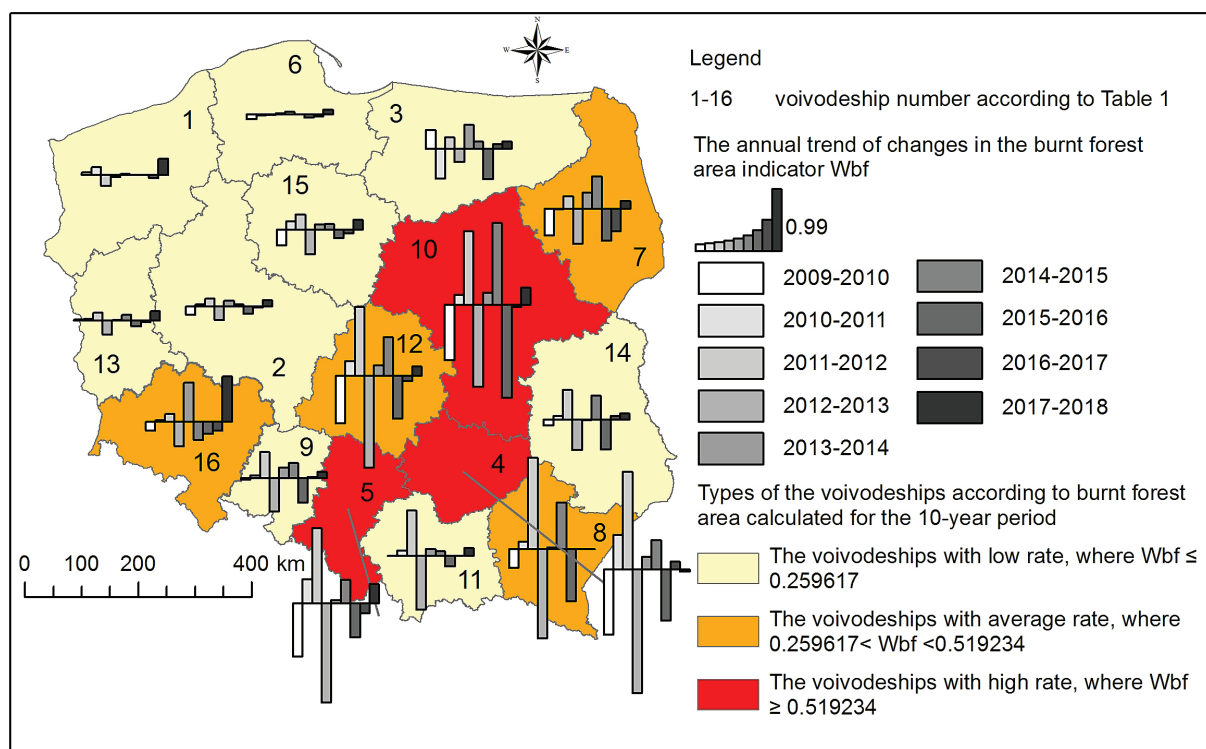 N
W E
S
6
1
3
15
10
7
13
2
12
14
9
16
5
4
8
11
0 100 200 400 km
Legend
1-16 voivodeship number according to Table 1
The annual trend of changes in the burnt forest
area indicator Wbf
0.99
2009-2010
2010-2011
2011-2012
2012-2013
2013-2014
2014-2015
2015-2016
2016-2017
2017-2018
Types of the voivodeships according to burnt forest
area calculated for the 10-year period
The voivodeships with low rate, where Wbf ≤
0.259617
The voivodeships with average rate, where
0.259617< Wbf <0.519234
The voivodeships with high rate, where Wbf
≥ 0.519234